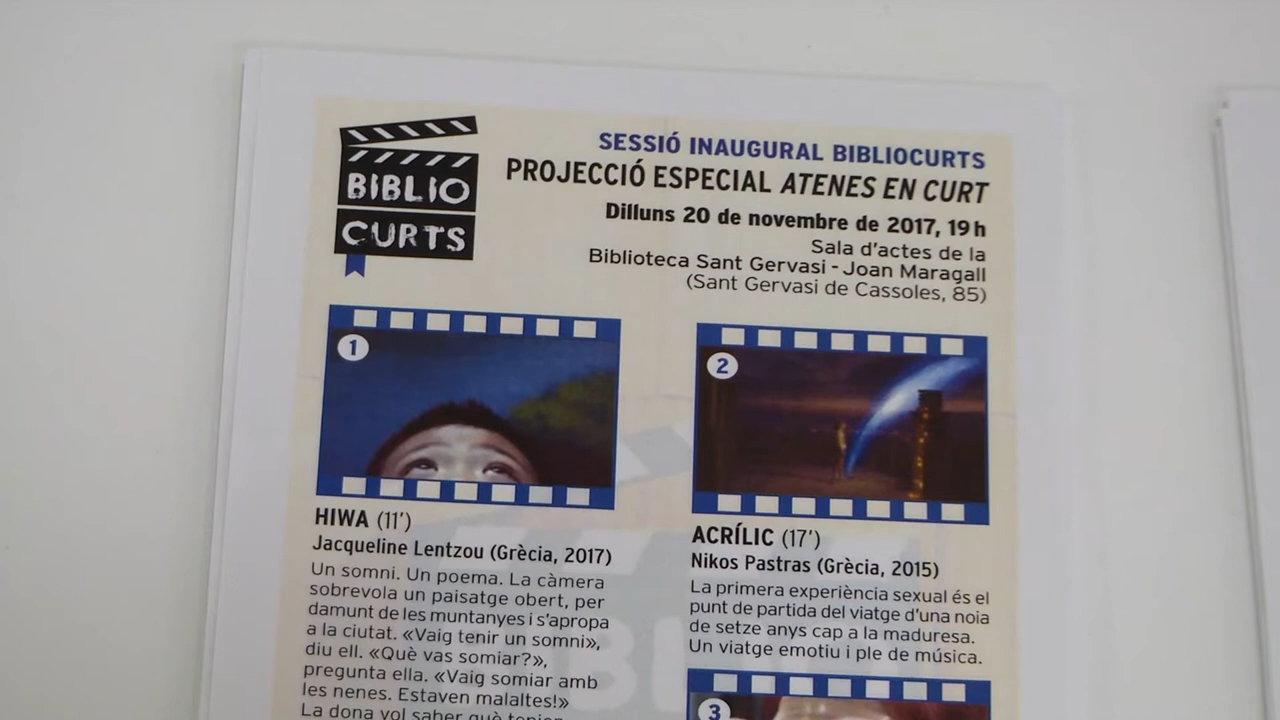 BIBLIO
CURTS
SESSIÓ INAUGURAL BIBLIOCURTS
PROJECCIÓ ESPECIAL ATENES EN CURT
Dilluns 20 de novembre de 2017, 19 h
Sala d'actes de la
Biblioteca Sant Gervasi - Joan Maragall
(Sant Gervasi de Cassoles, 85)
1
HIWA (11')
Jacqueline Lentzou (Grècia, 2017)
Un somni. Un poema. La càmera
sobrevola un paisatge obert, per
damunt de les muntanyes i s'apropa
a la ciutat. «Vaig tenir un somni»,
diu ell. «Què vas somiar?»,
pregunta ella. «Vaig somiar amb
les nenes. Estaven malaltes!»
La dona vol saber què tenien
2
ACRÍLIC (17')
Nikos Pastras (Grècia, 2015)
La primera experiència sexual és el
punt de partida del viatge d'una noia
de setze anys cap a la maduresa.
Un viatge emotiu i ple de música.
3